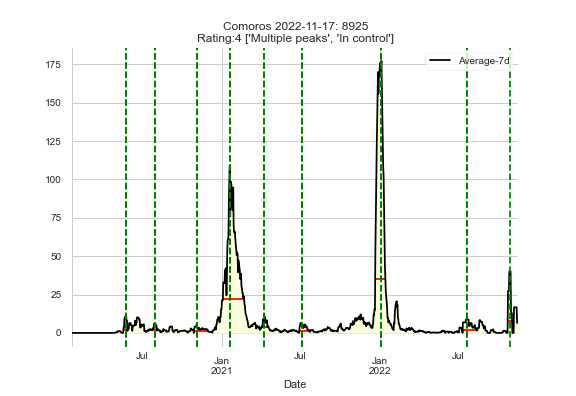 Comoros 2022-11-17: 8925
Rating:4 ['Multiple peaks', 'In control']
Average-7d
175
150
125
100
75
50
25
0
Jul
Jan
2021
Jul
Jan
2022
Jul
Date